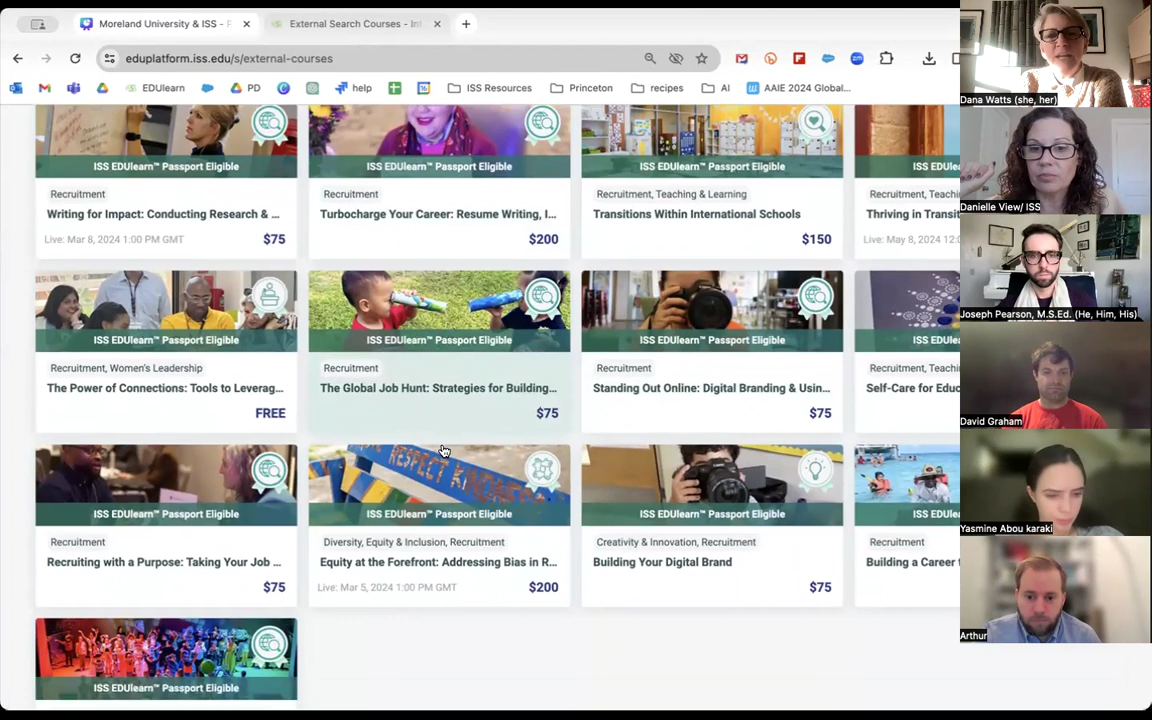 Moreland University & ISS - F
External Search Courses - Int
eduplatform.iss.edu/s/external-courses
EDUlearn
PD
help
ISS Resources
Princeton
recipes
AI
AAIE 2024 Global...
ISS EDUlearn™ Passport Eligible
ISS EDUlearn™ Passport Eligible
ISS EDUlearn™ Passport Eligible
ISS EDUle
Recruitment
Recruitment
Recruitment, Teaching & Learning
Recruitment, Teachi
Writing for Impact: Conducting Research & ...
Turbocharge Your Career: Resume Writing, I...
Transitions Within International Schools
Thriving in Transit
Live: Mar 8, 2024 1:00 PM GMT
$75
$200
$150
Live: May 8, 2024 12:0
ISS EDUlearn™ Passport Eligible
ISS EDUlearn™ Passport Eligible
ISS EDUlearn™ Passport Eligible
ISS EDUle
Recruitment, Women's Leadership
Recruitment
Recruitment
Recruitment, Teachi
The Power of Connections: Tools to Leverag...
The Global Job Hunt: Strategies for Building...
Standing Out Online: Digital Branding & Usin...
Self-Care for Educ
FREE
$75
$75
RESPECT KINDNESS
ISS EDUlearn™ Passport Eligible
ISS EDUlearn™ Passport Eligible
ISS EDUlearn™ Passport Eligible
ISS EDUle
Recruitment
Diversity, Equity & Inclusion, Recruitment
Creativity & Innovation, Recruitment
Recruitment
Recruiting with a Purpose: Taking Your Job ...
Equity at the Forefront: Addressing Bias in R...
Building Your Digital Brand
Building a Career
$75
Live: Mar 5, 2024 1:00 PM GMT
$200
$75
ISS EDUlearn™ Passport Eligible
Dana Watts (she, her)
Danielle View/ ISS
Joseph Pearson, M.S.Ed. (He, Him, His)
David Graham
Yasmine Abou karaki
Arthur